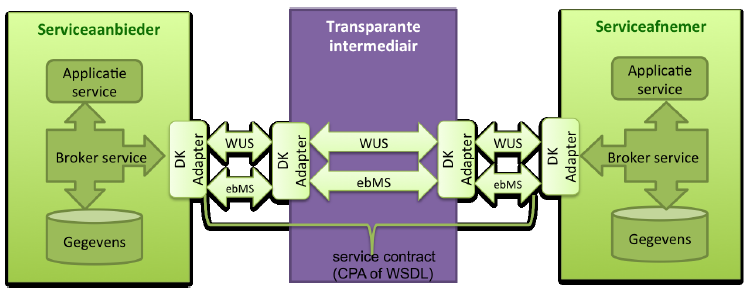 Serviceaanbieder
Applicatie
service
Broker service
Gegevens
DK
Adapter
WUS
ebMS
DK
Adapter
Transparante
intermediair
WUS
ebMS
service contract
(CPA of WSDL)
DK
Adapter
WUS
ebMS
DK
Adapter
Serviceafnemer
Applicatie
service
Broker service
Gegevens